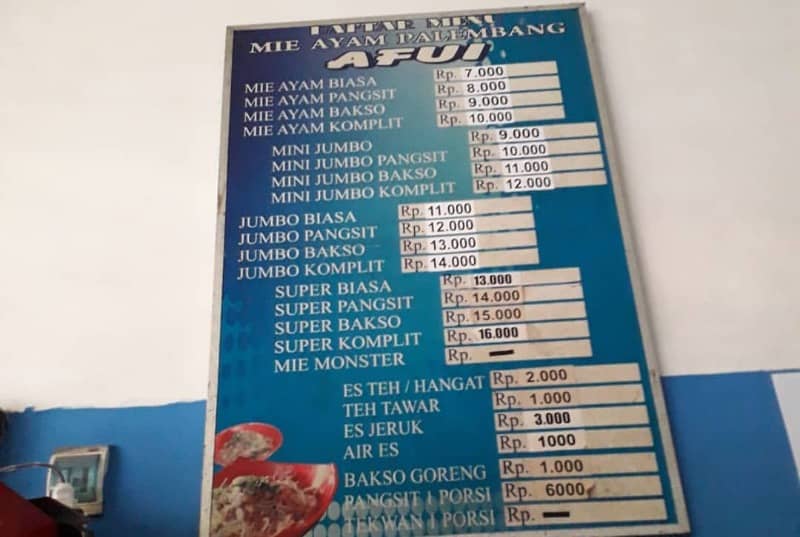 DAFTAR MENU
MIE AYAM PALEMBANG
AFUI
MIE AYAM BIASA Rp. 7.000
MIE AYAM PANGSIT Rp. 8.000
MIE AYAM BAKSO Rp. 9.000
MIE AYAM KOMPLIT Rp. 10.000
MINI JUMBO Rp. 9.000
MINI JUMBO PANGSIT Rp. 10.000
MINI JUMBO BAKSO Rp. 11.000
MINI JUMBO KOMPLIT Rp. 12.000
JUMBO BIASA Rp. 11.000
JUMBO PANGSIT Rp. 12.000
JUMBO BAKSO Rp. 13.000
JUMBO KOMPLIT Rp. 14.000
SUPER BIASA Rp. 13.000
SUPER PANGSIT Rp. 14.000
SUPER BAKSO Rp. 15.000
SUPER KOMPLIT Rp. 16.000
MIE MONSTER Rp. —
ES TEH / HANGAT Rp. 2.000
TEH TAWAR Rp. 1.000
ES JERUK Rp. 3.000
AIR ES Rp. 1000
BAKSO GORENG Rp. 1.000
PANGSIT 1 PORSI Rp. 6000
TEKWAN 1 PORSI Rp. —